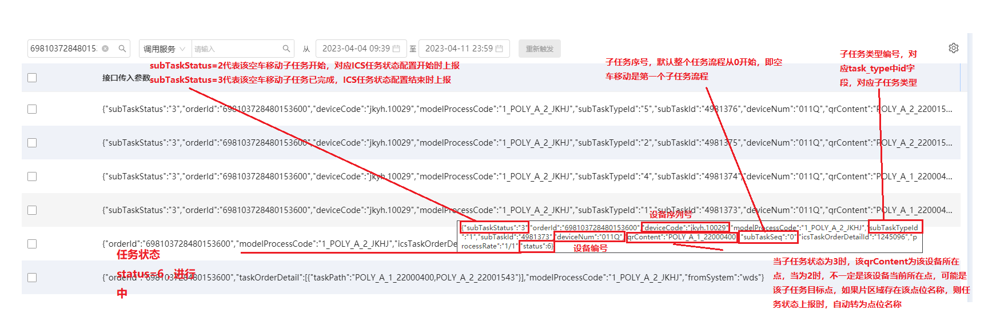 698103728480153
调用服务
请输入
从
2023-04-04 09:39
至
2023-04-11 23:59
重新触发
subTaskStatus=2代表该空车移动子任务开始，对应ICS任务状态配置开始时上报
subTaskStatus=3代表该空车移动子任务已完成，ICS任务状态配置结束时上报
子任务序号，默认整个任务流程从0开始，即空
车移动是第一个子任务流程
子任务类型编号，对
应task_type中id字
段，对应子任务类型
接口传入参数
{"subTaskStatus":"3","orderId":"698103728480153600","deviceCode":"jkyh.10029","modelProcessCode":"1_POLY_A_2_JKHJ","subTaskTypeId":"5","subTaskId":"4981376","deviceNum":"011Q","qrContent":"POLY_A_2_220015...
{"subTaskStatus":"3","orderId":"698103728480153600","deviceCode":"jkyh.10029","modelProcessCode":"1_POLY_A_2_JKHJ","subTaskTypeId":"2","subTaskId":"4981375","deviceNum":"011Q","qrContent":"POLY_A_2_220015...
{"subTaskStatus":"3","orderId":"698103728480153600","deviceCode":"jkyh.10029","modelProcessCode":"1_POLY_A_2_JKHJ","subTaskTypeId":"4","subTaskId":"4981374","deviceNum":"011Q","qrContent":"POLY_A_1_220004...
{"subTaskStatus":"3","orderId":"698103728480153600","deviceCode":"jkyh.10029","modelProcessCode":"1_POLY_A_2_JKHJ","subTaskTypeId":"1","subTaskId":"4981373","deviceNum":"011Q","qrContent":"POLY_A_1_220004...
设备序列号
{"subTaskStatus":"3","orderId":"698103728480153600","deviceCode":"jkyh.10029","modelProcessCode":"1_POLY_A_2_JKHJ","subTaskTypeId
":"1","subTaskId":"4981373","deviceNum":"011Q","qrContent":"POLY_A_1_22000400","subTaskSeq":"0","icsTaskOrderDetailId":"1245096","p
rocessRate":"1/1","status":6}
{"orderId":"698103728480153600","modelProcessCode":"1_POLY_A_2_JKHJ","icsTaskOrderDe
设备编号
任务状态
status=6，进行
中
{"orderId":"698103728480153600","taskOrderDetail":[{"taskPath":"POLY_A_1_22000400,POLY_A_2_22001543"}],"modelProcessCode":"1_POLY_A_2_JKHJ","fromSystem":"wds"}
当子任务状态为3时，该qrContent为该设备所在
点，当为2时，不一定是该设备当前所在点，可能是
该子任务目标点，如果片区域存在该点位名称，则任
务状态上报时，自动转为点位名称